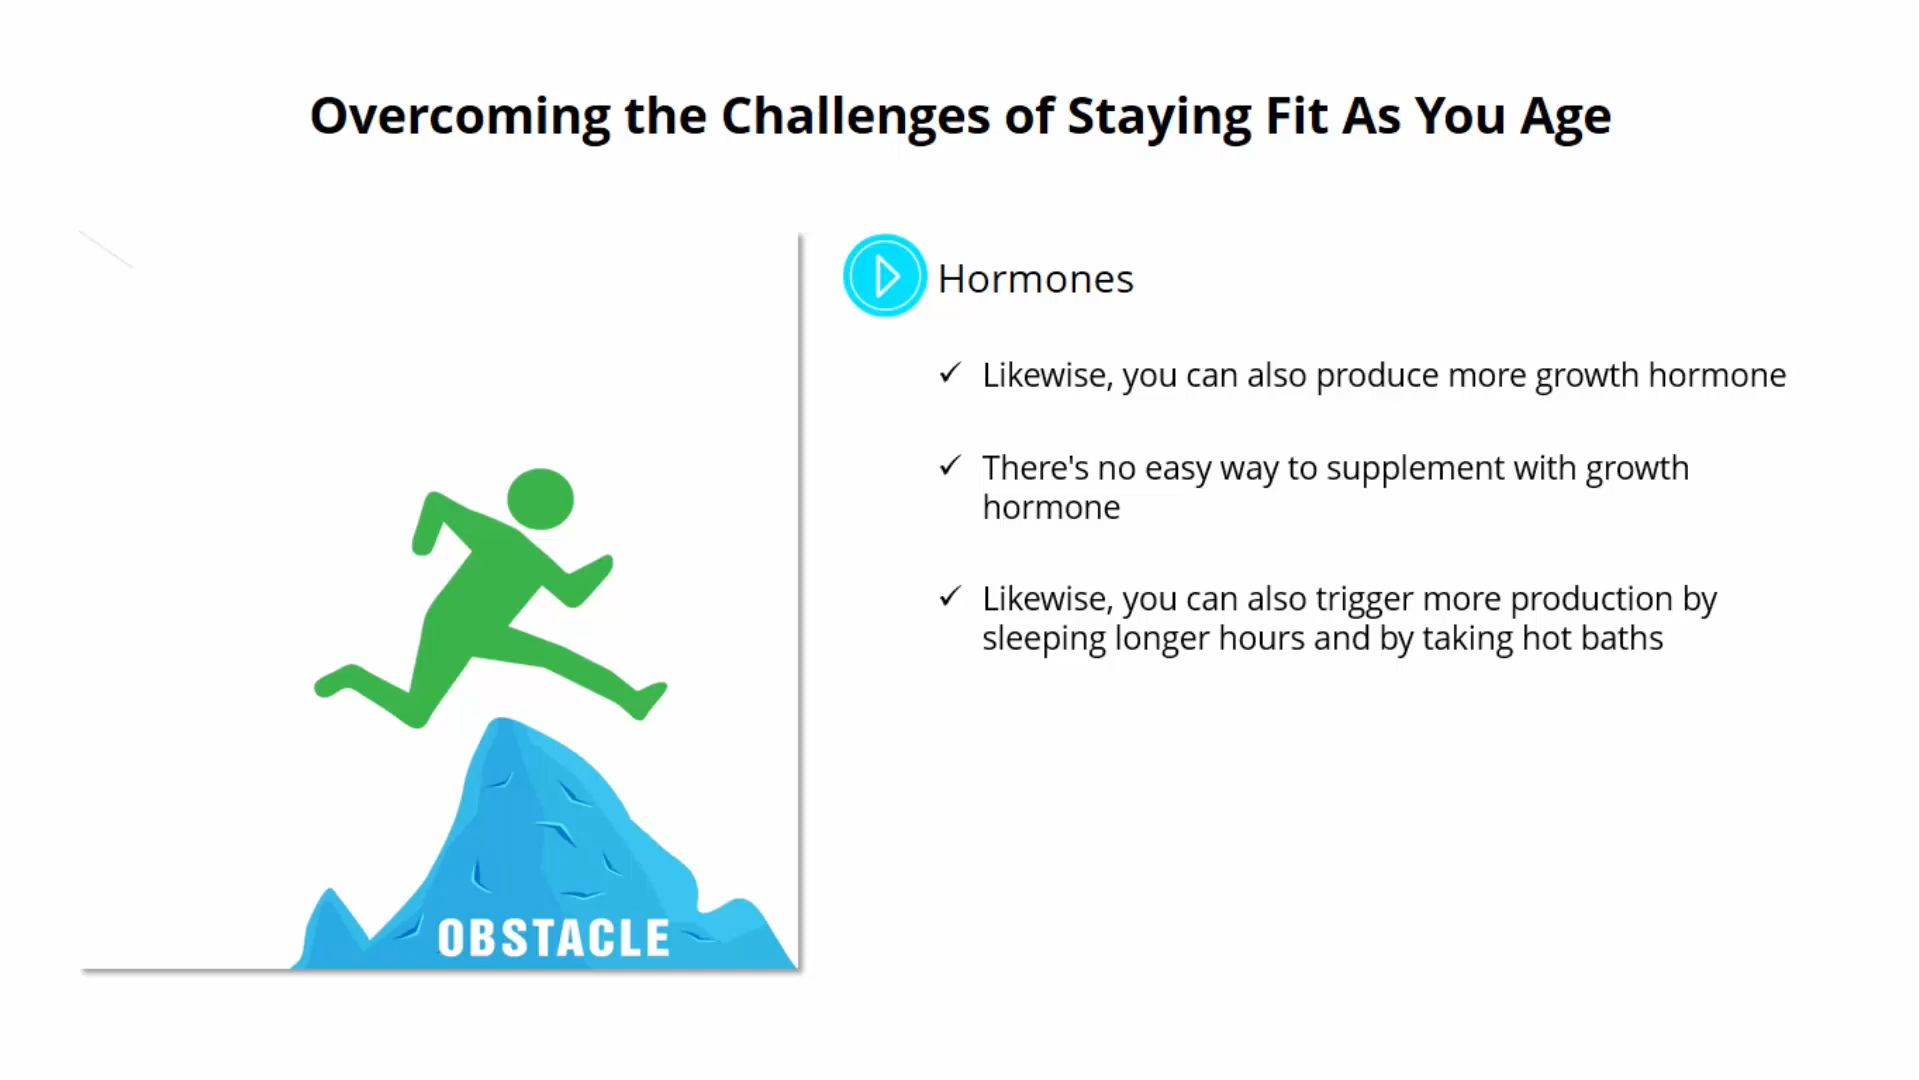 Overcoming the Challenges of Staying Fit As You Age
Hormones
✓ Likewise, you can also produce more growth hormone
✓ There's no easy way to supplement with growth
hormone
✓ Likewise, you can also trigger more production by
sleeping longer hours and by taking hot baths
OBSTACLE